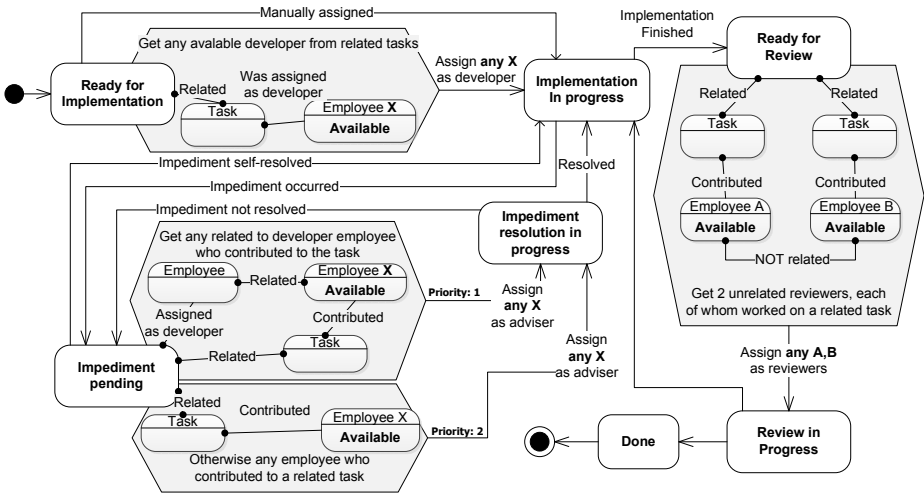 Manually assigned
Get any avalable developer from related tasks
Ready for
Implementation
Related
Was assigned
as developer
Task
Employee X
Available
Assign any X
as developer
Implementation
In progress
Implementation
Finished
Ready for
Review
Related
Related
Task
Task
Contributed
Contributed
Employee A
Available
Employee B
Available
NOT related
Get 2 unrelated reviewers, each
of whom worked on a related task
Assign any A,B
as reviewers
Impediment self-resolved
Impediment occurred
Resolved
Impediment not resolved
Impediment
resolution in
progress
Get any related to developer employee
who contributed to the task
Employee
Related
Employee X
Available
Priority: 1
Assign
any X
as adviser
Assigned
as developer
Contributed
Task
Related
Impediment
pending
Assign
any X
as adviser
Related
Task
Contributed
Employee X
Available
Priority: 2
Otherwise any employee who
contributed to a related task
Done
Review in
Progress